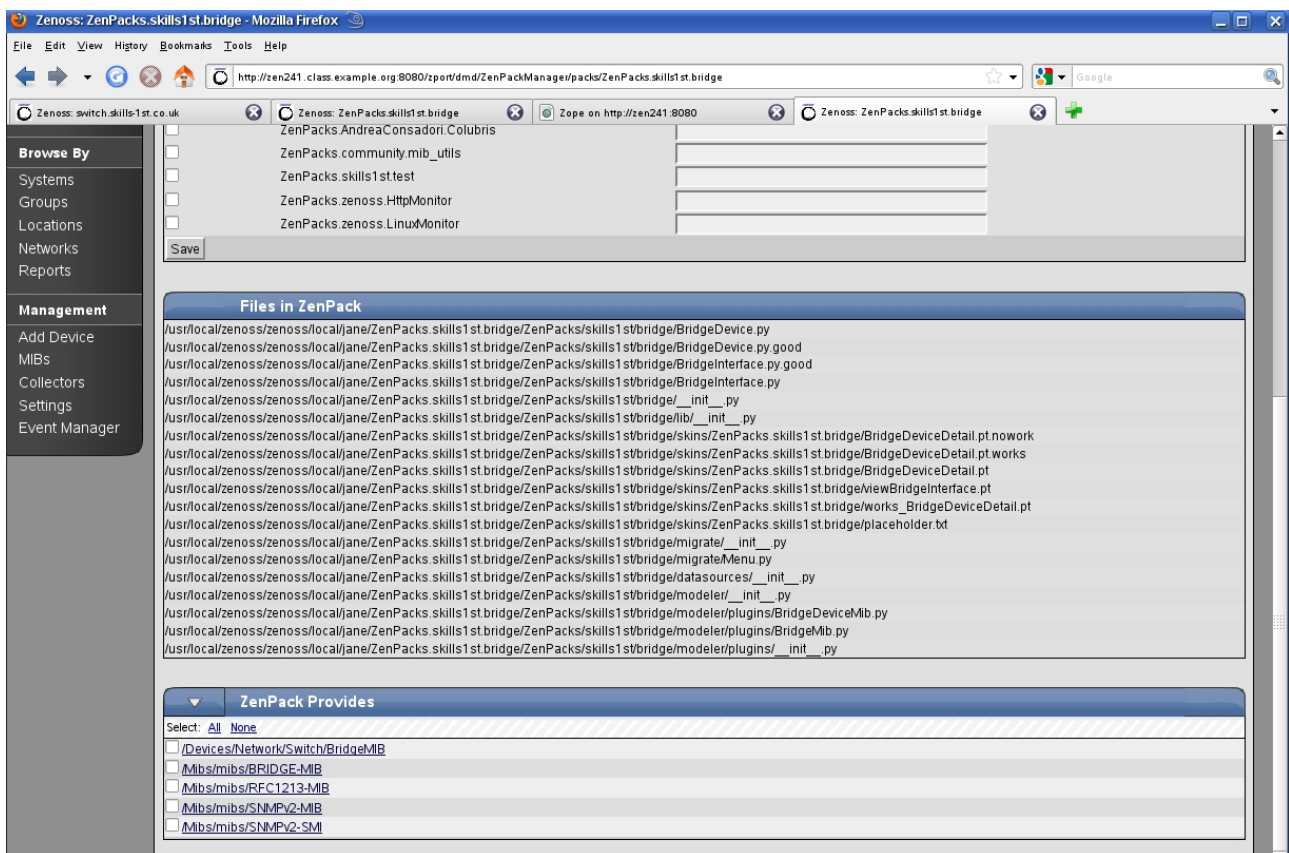 Zenoss: ZenPacks.skills1st.bridge - Mozilla Firefox
File Edit View History Bookmarks Tools Help
http://zen241.class.example.org:8080/zport/dmd/ZenPackManager/packs/ZenPacks.skills1st.bridge
Google
Zenoss: switch.skills-1st.co.uk
Zenoss: ZenPacks.skills1st.bridge
Zope on http://zen241:8080
Zenoss: ZenPacks.skills1st.bridge
Browse By
Systems
Groups
Locations
Networks
Reports
Management
Add Device
MIBs
Collectors
Settings
Event Manager
ZenPacks.AndreaConsadori.Colubris
ZenPacks.community.mib_utils
ZenPacks.skills1st.test
ZenPacks.zenoss.HttpMonitor
ZenPacks.zenoss.LinuxMonitor
Save
Files in ZenPack
/usr/local/zenoss/zenoss/local/jane/ZenPacks.skills1st.bridge/ZenPacks/skills1st/bridge/BridgeDevice.py
/usr/local/zenoss/zenoss/local/jane/ZenPacks.skills1st.bridge/ZenPacks/skills1st/bridge/BridgeDevice.py.good
/usr/local/zenoss/zenoss/local/jane/ZenPacks.skills1st.bridge/ZenPacks/skills1st/bridge/BridgeInterface.py.good
/usr/local/zenoss/zenoss/local/jane/ZenPacks.skills1st.bridge/ZenPacks/skills1st/bridge/BridgeInterface.py
/usr/local/zenoss/zenoss/local/jane/ZenPacks.skills1st.bridge/ZenPacks/skills1st/bridge/__init__.py
/usr/local/zenoss/zenoss/local/jane/ZenPacks.skills1st.bridge/ZenPacks/skills1st/bridge/lib/__init__.py
/usr/local/zenoss/zenoss/local/jane/ZenPacks.skills1st.bridge/ZenPacks/skills1st/bridge/skins/ZenPacks.skills1st.bridge/BridgeDeviceDetail.pt.nowork
/usr/local/zenoss/zenoss/local/jane/ZenPacks.skills1st.bridge/ZenPacks/skills1st/bridge/skins/ZenPacks.skills1st.bridge/BridgeDeviceDetail.pt.works
/usr/local/zenoss/zenoss/local/jane/ZenPacks.skills1st.bridge/ZenPacks/skills1st/bridge/skins/ZenPacks.skills1st.bridge/BridgeDeviceDetail.pt
/usr/local/zenoss/zenoss/local/jane/ZenPacks.skills1st.bridge/ZenPacks/skills1st/bridge/skins/ZenPacks.skills1st.bridge/viewBridgeInterface.pt
/usr/local/zenoss/zenoss/local/jane/ZenPacks.skills1st.bridge/ZenPacks/skills1st/bridge/skins/ZenPacks.skills1st.bridge/works_BridgeDeviceDetail.pt
/usr/local/zenoss/zenoss/local/jane/ZenPacks.skills1st.bridge/ZenPacks/skills1st/bridge/skins/ZenPacks.skills1st.bridge/placeholder.txt
/usr/local/zenoss/zenoss/local/jane/ZenPacks.skills1st.bridge/ZenPacks/skills1st/bridge/migrate/__init__.py
/usr/local/zenoss/zenoss/local/jane/ZenPacks.skills1st.bridge/ZenPacks/skills1st/bridge/migrate/Menu.py
/usr/local/zenoss/zenoss/local/jane/ZenPacks.skills1st.bridge/ZenPacks/skills1st/bridge/datasources/__init__.py
/usr/local/zenoss/zenoss/local/jane/ZenPacks.skills1st.bridge/ZenPacks/skills1st/bridge/modeler/__init__.py
/usr/local/zenoss/zenoss/local/jane/ZenPacks.skills1st.bridge/ZenPacks/skills1st/bridge/modeler/plugins/BridgeDeviceMib.py
/usr/local/zenoss/zenoss/local/jane/ZenPacks.skills1st.bridge/ZenPacks/skills1st/bridge/modeler/plugins/BridgeMib.py
/usr/local/zenoss/zenoss/local/jane/ZenPacks.skills1st.bridge/ZenPacks/skills1st/bridge/modeler/plugins/__init__.py
ZenPack Provides
Select: All None
/Devices/Network/Switch/BridgeMIB
/Mibs/mibs/BRIDGE-MIB
/Mibs/mibs/RFC1213-MIB
/Mibs/mibs/SNMPv2-MIB
/Mibs/mibs/SNMPv2-SMI